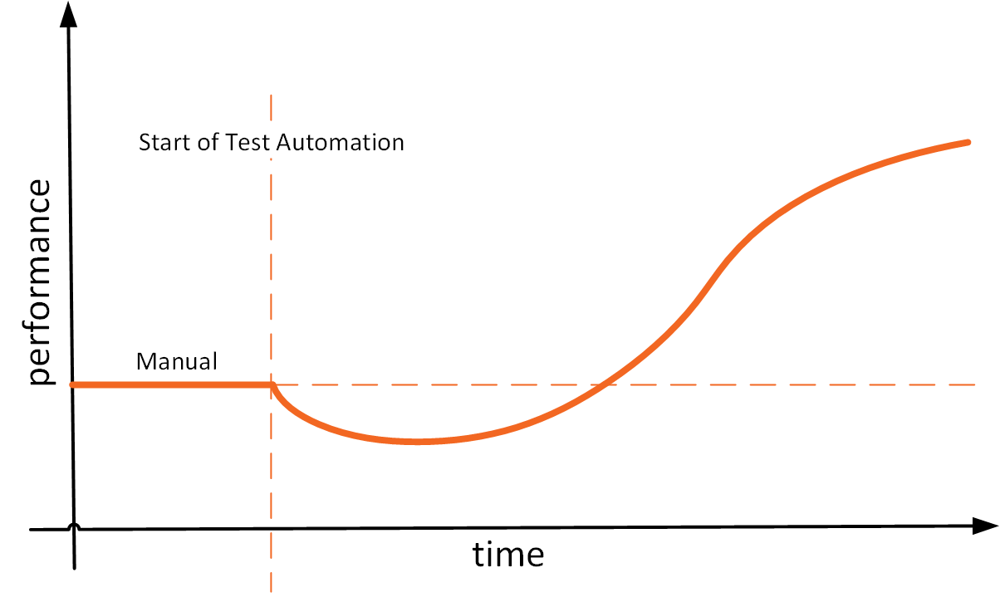 Start of Test Automation
performance
Manual
time